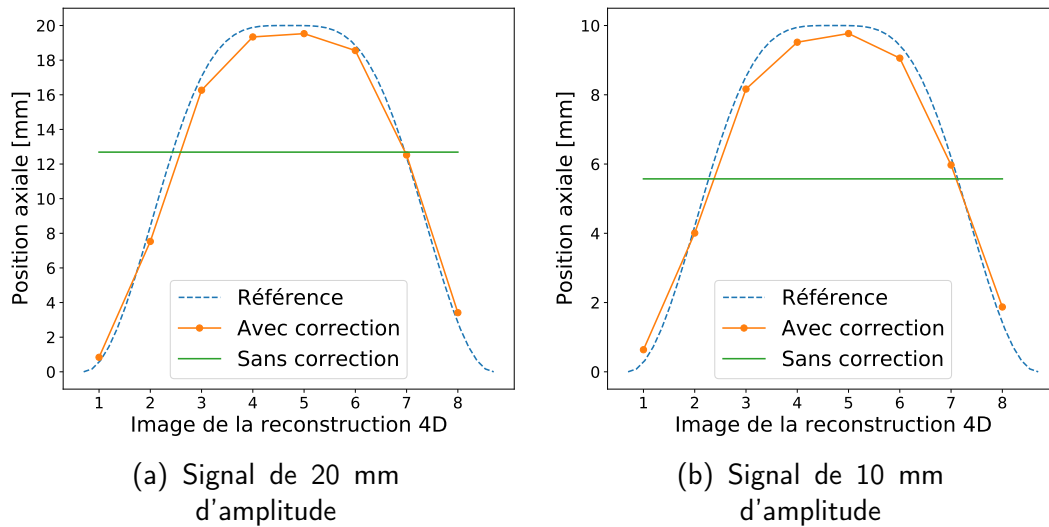 20
18
16
14
12
10
8
6
4
2
0
Position axiale [mm]
Référence
Avec correction
Sans correction
1 2 3 4 5 6 7 8
Image de la reconstruction 4D
(a) Signal de 20 mm
d'amplitude
10
8
6
4
2
0
Position axiale [mm]
Référence
Avec correction
Sans correction
1 2 3 4 5 6 7 8
Image de la reconstruction 4D
(b) Signal de 10 mm
d'amplitude